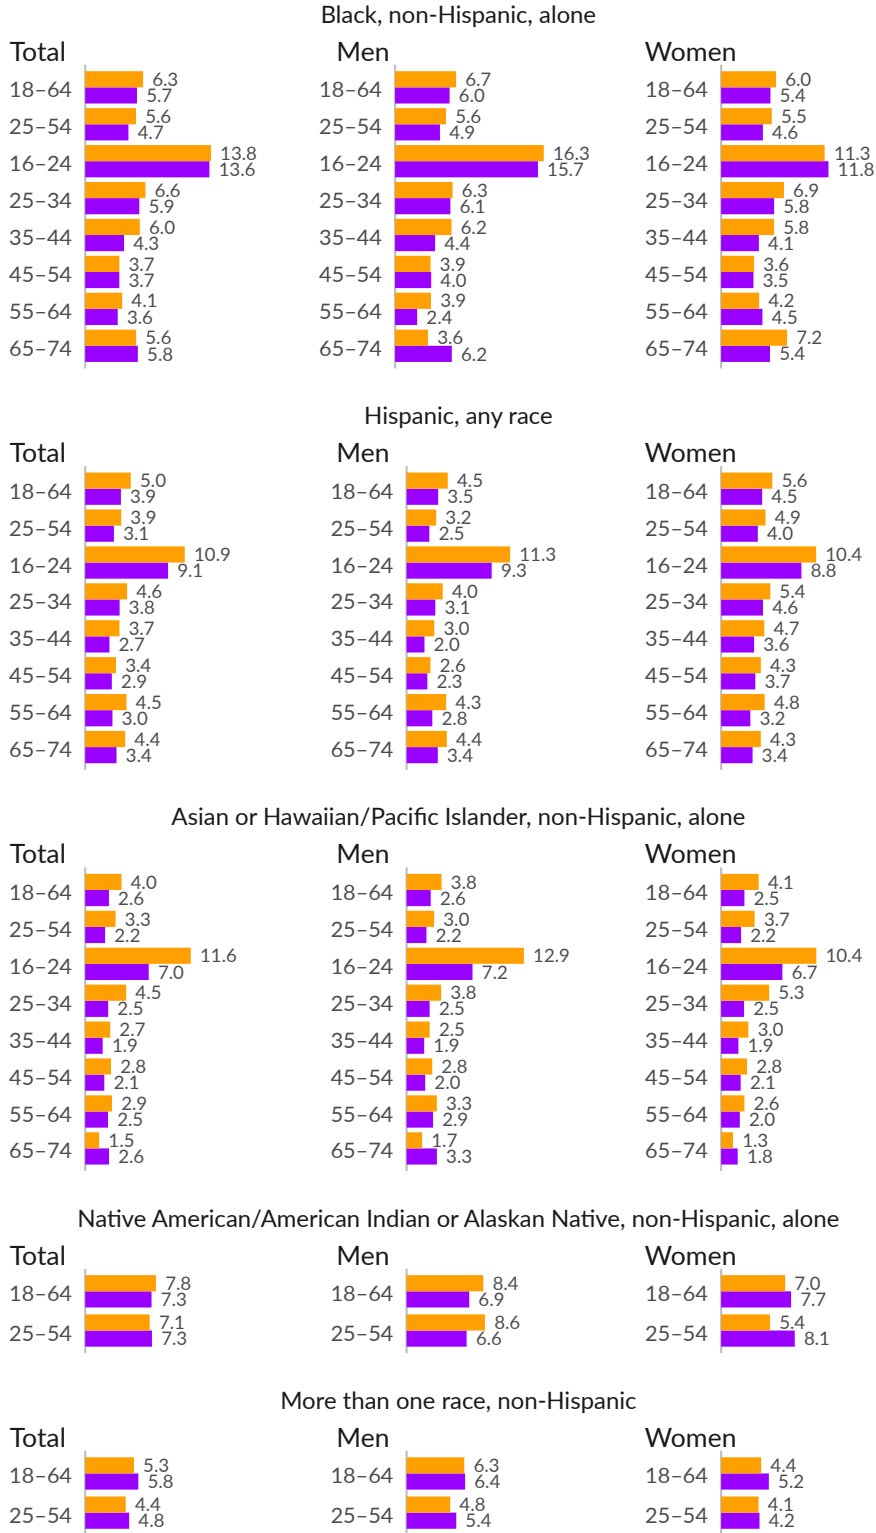 Black, non-Hispanic, alone
Total Men Women
18–64 6.3 5.7 18–64 6.7 6.0 18–64 6.0 5.4
25–54 5.6 4.7 25–54 5.6 4.9 25–54 5.5 4.6
16–24 13.8 13.6 16–24 16.3 15.7 16–24 11.3 11.8
25–34 6.6 5.9 25–34 6.3 6.1 25–34 6.9 5.8
35–44 6.0 4.3 35–44 6.2 4.4 35–44 5.8 4.1
45–54 3.7 3.7 45–54 3.9 4.0 45–54 3.6 3.5
55–64 4.1 3.6 55–64 3.9 2.4 55–64 4.2 4.5
65–74 5.6 5.8 65–74 3.6 6.2 65–74 7.2 5.4
Hispanic, any race
Total Men Women
18–64 5.0 3.9 18–64 4.5 3.5 18–64 5.6 4.5
25–54 3.9 3.1 25–54 3.2 2.5 25–54 4.9 4.0
16–24 10.9 9.1 16–24 11.3 9.3 16–24 10.4 8.8
25–34 4.6 3.8 25–34 4.0 3.1 25–34 5.4 4.6
35–44 3.7 2.7 35–44 3.0 2.0 35–44 4.7 3.6
45–54 3.4 2.9 45–54 2.6 2.3 45–54 4.3 3.7
55–64 4.5 3.0 55–64 4.3 2.8 55–64 4.8 3.2
65–74 4.4 3.4 65–74 4.4 3.4 65–74 4.3 3.4
Asian or Hawaiian/Pacific Islander, non-Hispanic, alone
Total Men Women
18–64 4.0 2.6 18–64 3.8 2.6 18–64 4.1 2.5
25–54 3.3 2.2 25–54 3.0 2.2 25–54 3.7 2.2
16–24 11.6 7.0 16–24 12.9 7.2 16–24 10.4 6.7
25–34 4.5 2.5 25–34 3.8 2.5 25–34 5.3 2.5
35–44 2.7 1.9 35–44 2.5 1.9 35–44 3.0 1.9
45–54 2.8 2.1 45–54 2.8 2.0 45–54 2.8 2.1
55–64 2.9 2.5 55–64 3.3 2.9 55–64 2.6 2.0
65–74 1.5 2.6 65–74 1.7 3.3 65–74 1.3 1.8
Native American/American Indian or Alaskan Native, non-Hispanic, alone
Total Men Women
18–64 7.8 7.3 18–64 8.4 6.9 18–64 7.0 7.7
25–54 7.1 7.3 25–54 8.6 6.6 25–54 5.4 8.1
More than one race, non-Hispanic
Total Men Women
18–64 5.3 5.8 18–64 6.3 6.4 18–64 4.4 5.2
25–54 4.4 4.8 25–54 4.8 5.4 25–54 4.1 4.2